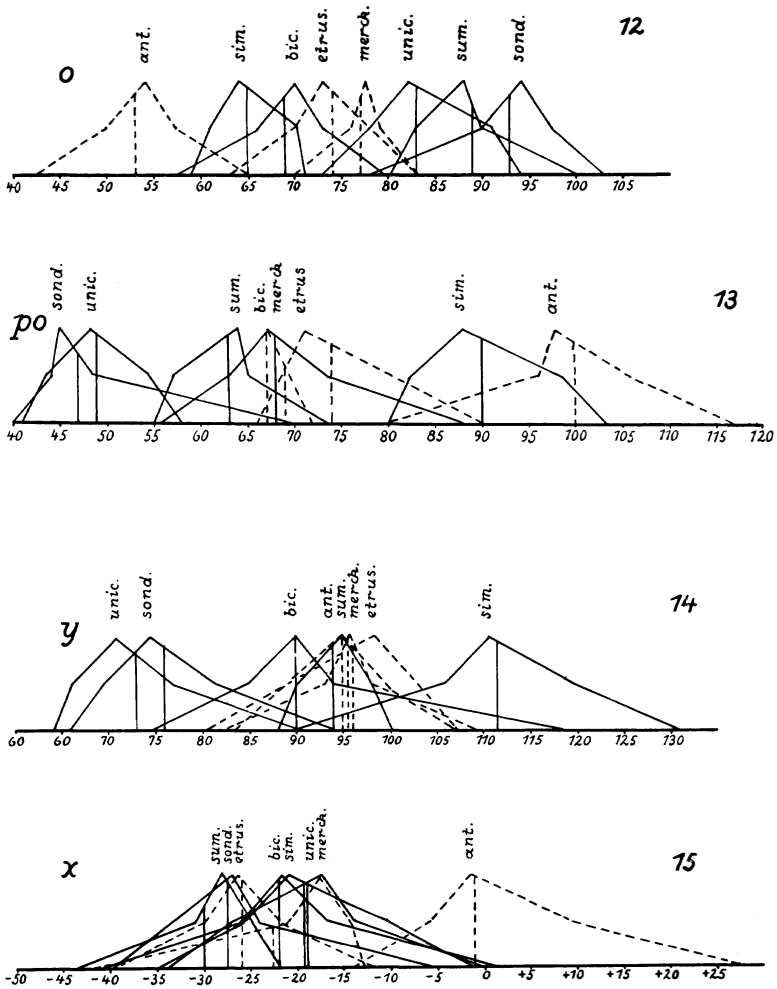 12
o
ant. sim. bic. etrus. merck. unic. sum. sond.
40 45 50 55 60 65 70 75 80 85 90 95 100 105
13
po
sond. unic. sum. bic. merck etrus sim. ant.
40 45 50 55 60 65 70 75 80 85 90 95 100 105 110 115 120
14
y
unic. sond. bic. ant. sum. merck. etrus. sim.
60 60 75 80 85 90 95 100 105 110 115 120 125 130
15
x
sum. sond. etrus. bic. sim. unic. merck. ant.
-50 -45 -40 -35 -30 -25 -20 -15 -10 -5 0 +5 +10 +15 +20 +25